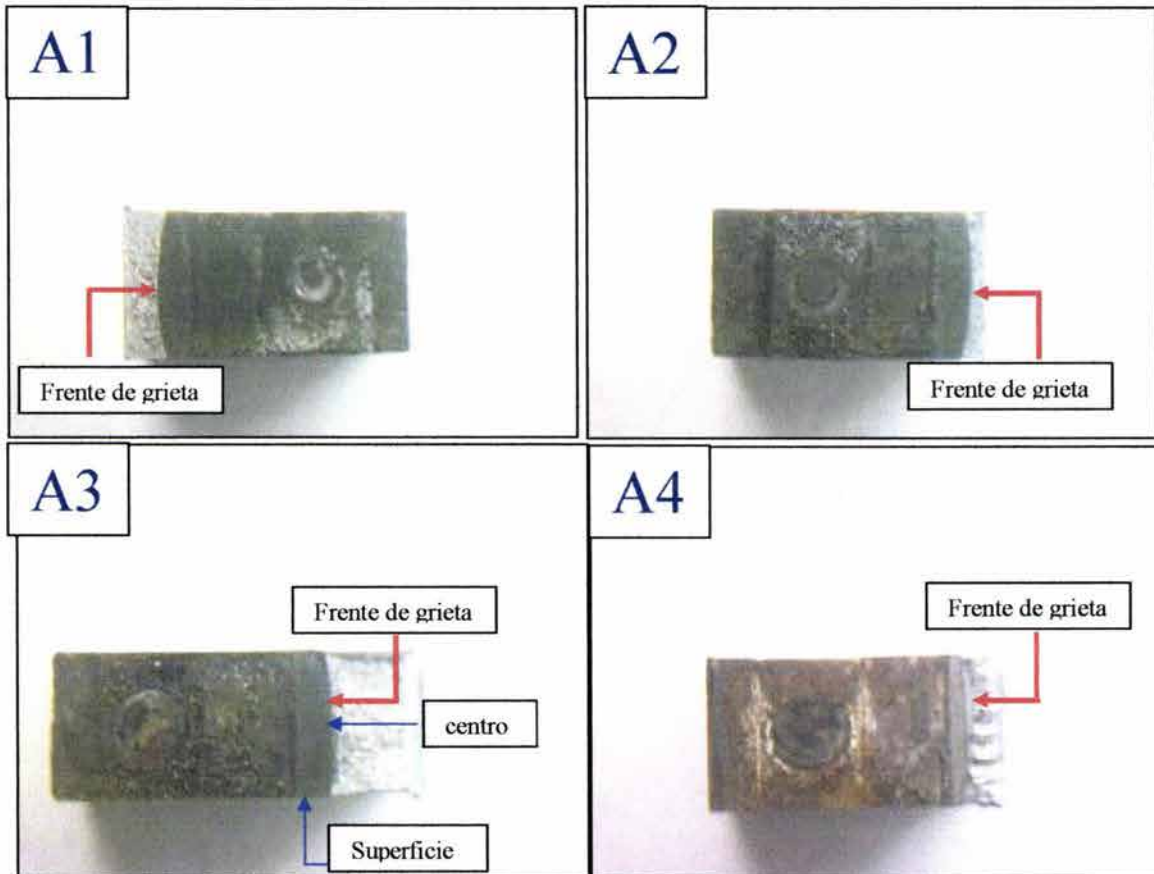 A1
Frente de grieta
A2
Frente de grieta
A3
Frente de grieta
centro
Superficie
A4
Frente de grieta